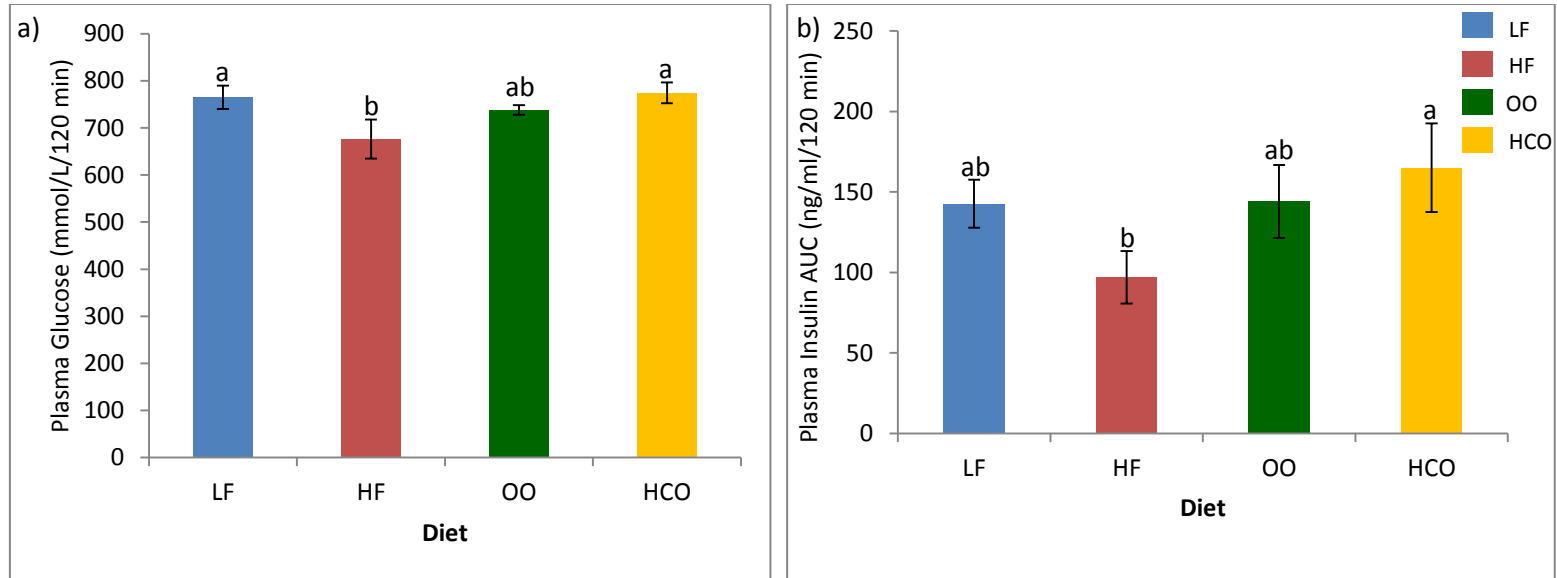 a)
Plasma Glucose (mmol/L/120 min)
900
800
700
600
500
400
300
200
100
0
a
b
ab
a
LF
HF
OO
HCO
Diet
b)
Plasma Insulin AUC (ng/ml/120 min)
250
200
150
100
50
0
ab
b
ab
a
LF
HF
OO
HCO
Diet
LF
HF
OO
HCO